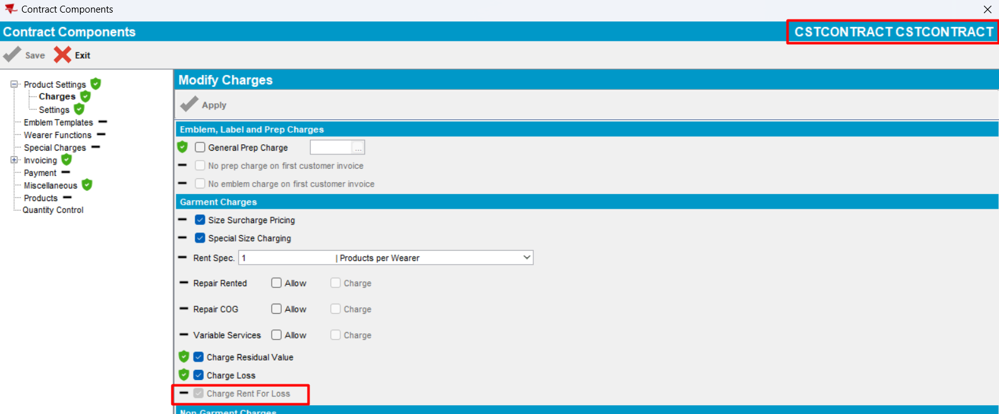 Contract Components
Contract Components
CSTCONTRACT CSTCONTRACT
Save Exit
Product Settings
Charges
Settings
Emblem Templates
Wearer Functions
Special Charges
Invoicing
Payment
Miscellaneous
Products
Quantity Control
Modify Charges
Apply
Emblem, Label and Prep Charges
General Prep Charge ...
No prep charge on first customer invoice
No emblem charge on first customer invoice
Garment Charges
Size Surcharge Pricing
Special Size Charging
Rent Spec. 1 | Products per Wearer
Repair Rented Allow Charge
Repair COG Allow Charge
Variable Services Allow Charge
Charge Residual Value
Charge Loss
Charge Rent For Loss
Non-Garment Charges